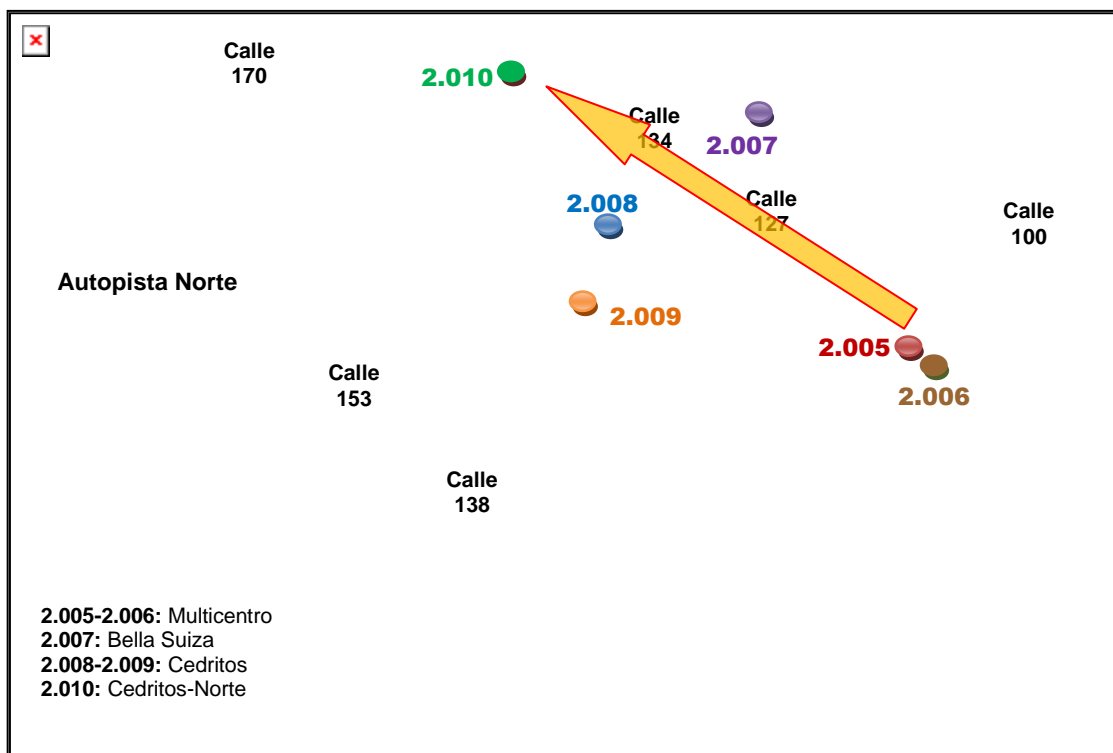 Calle
170
2.010
Calle
134
2.007
2.008
Calle
127
Calle
100
Autopista Norte
2.009
2.005
2.006
Calle
153
Calle
138
2.005-2.006: Multicentro
2.007: Bella Suiza
2.008-2.009: Cedritos
2.010: Cedritos-Norte